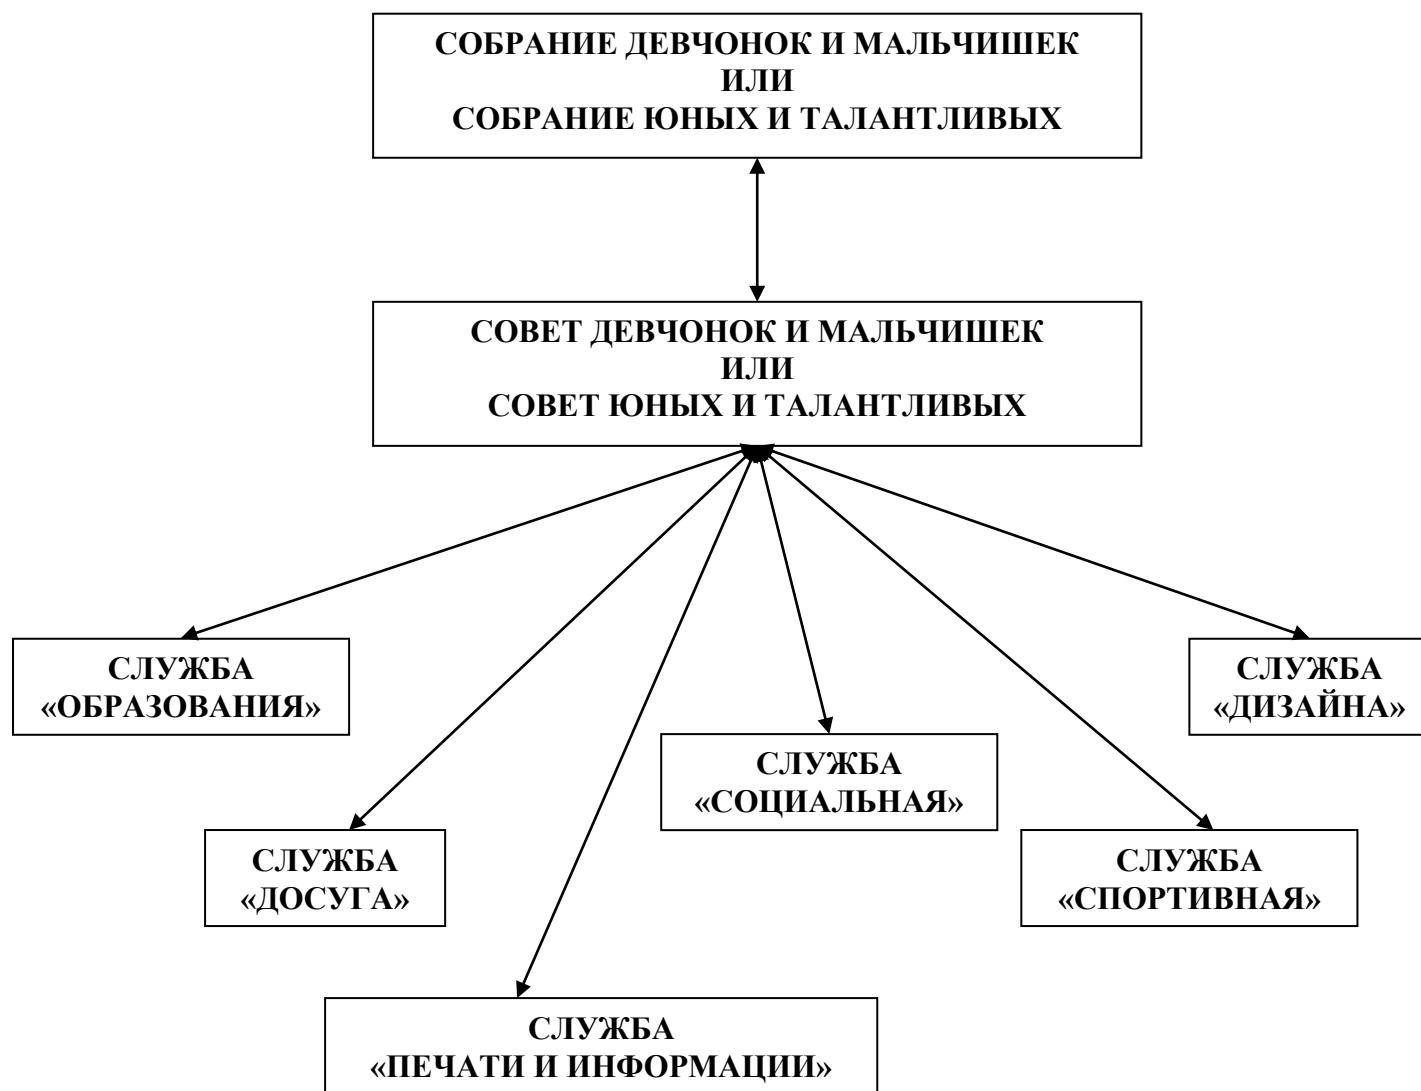 СОБРАНИЕ ДЕВЧОНОК И МАЛЬЧИШЕК
ИЛИ
СОБРАНИЕ ЮНЫХ И ТАЛАНТЛИВЫХ
СОВЕТ ДЕВЧОНОК И МАЛЬЧИШЕК
ИЛИ
СОВЕТ ЮНЫХ И ТАЛАНТЛИВЫХ
СЛУЖБА
«ОБРАЗОВАНИЯ»
СЛУЖБА
«ДИЗАЙНА»
СЛУЖБА
«СОЦИАЛЬНАЯ»
СЛУЖБА
«ДОСУГА»
СЛУЖБА
«СПОРТИВНАЯ»
СЛУЖБА
«ПЕЧАТИ И ИНФОРМАЦИИ»